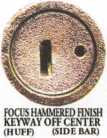 FOCUS HAMMERED FINISH
KEYWAY OFF CENTER
(HUFF) (SIDE BAR)